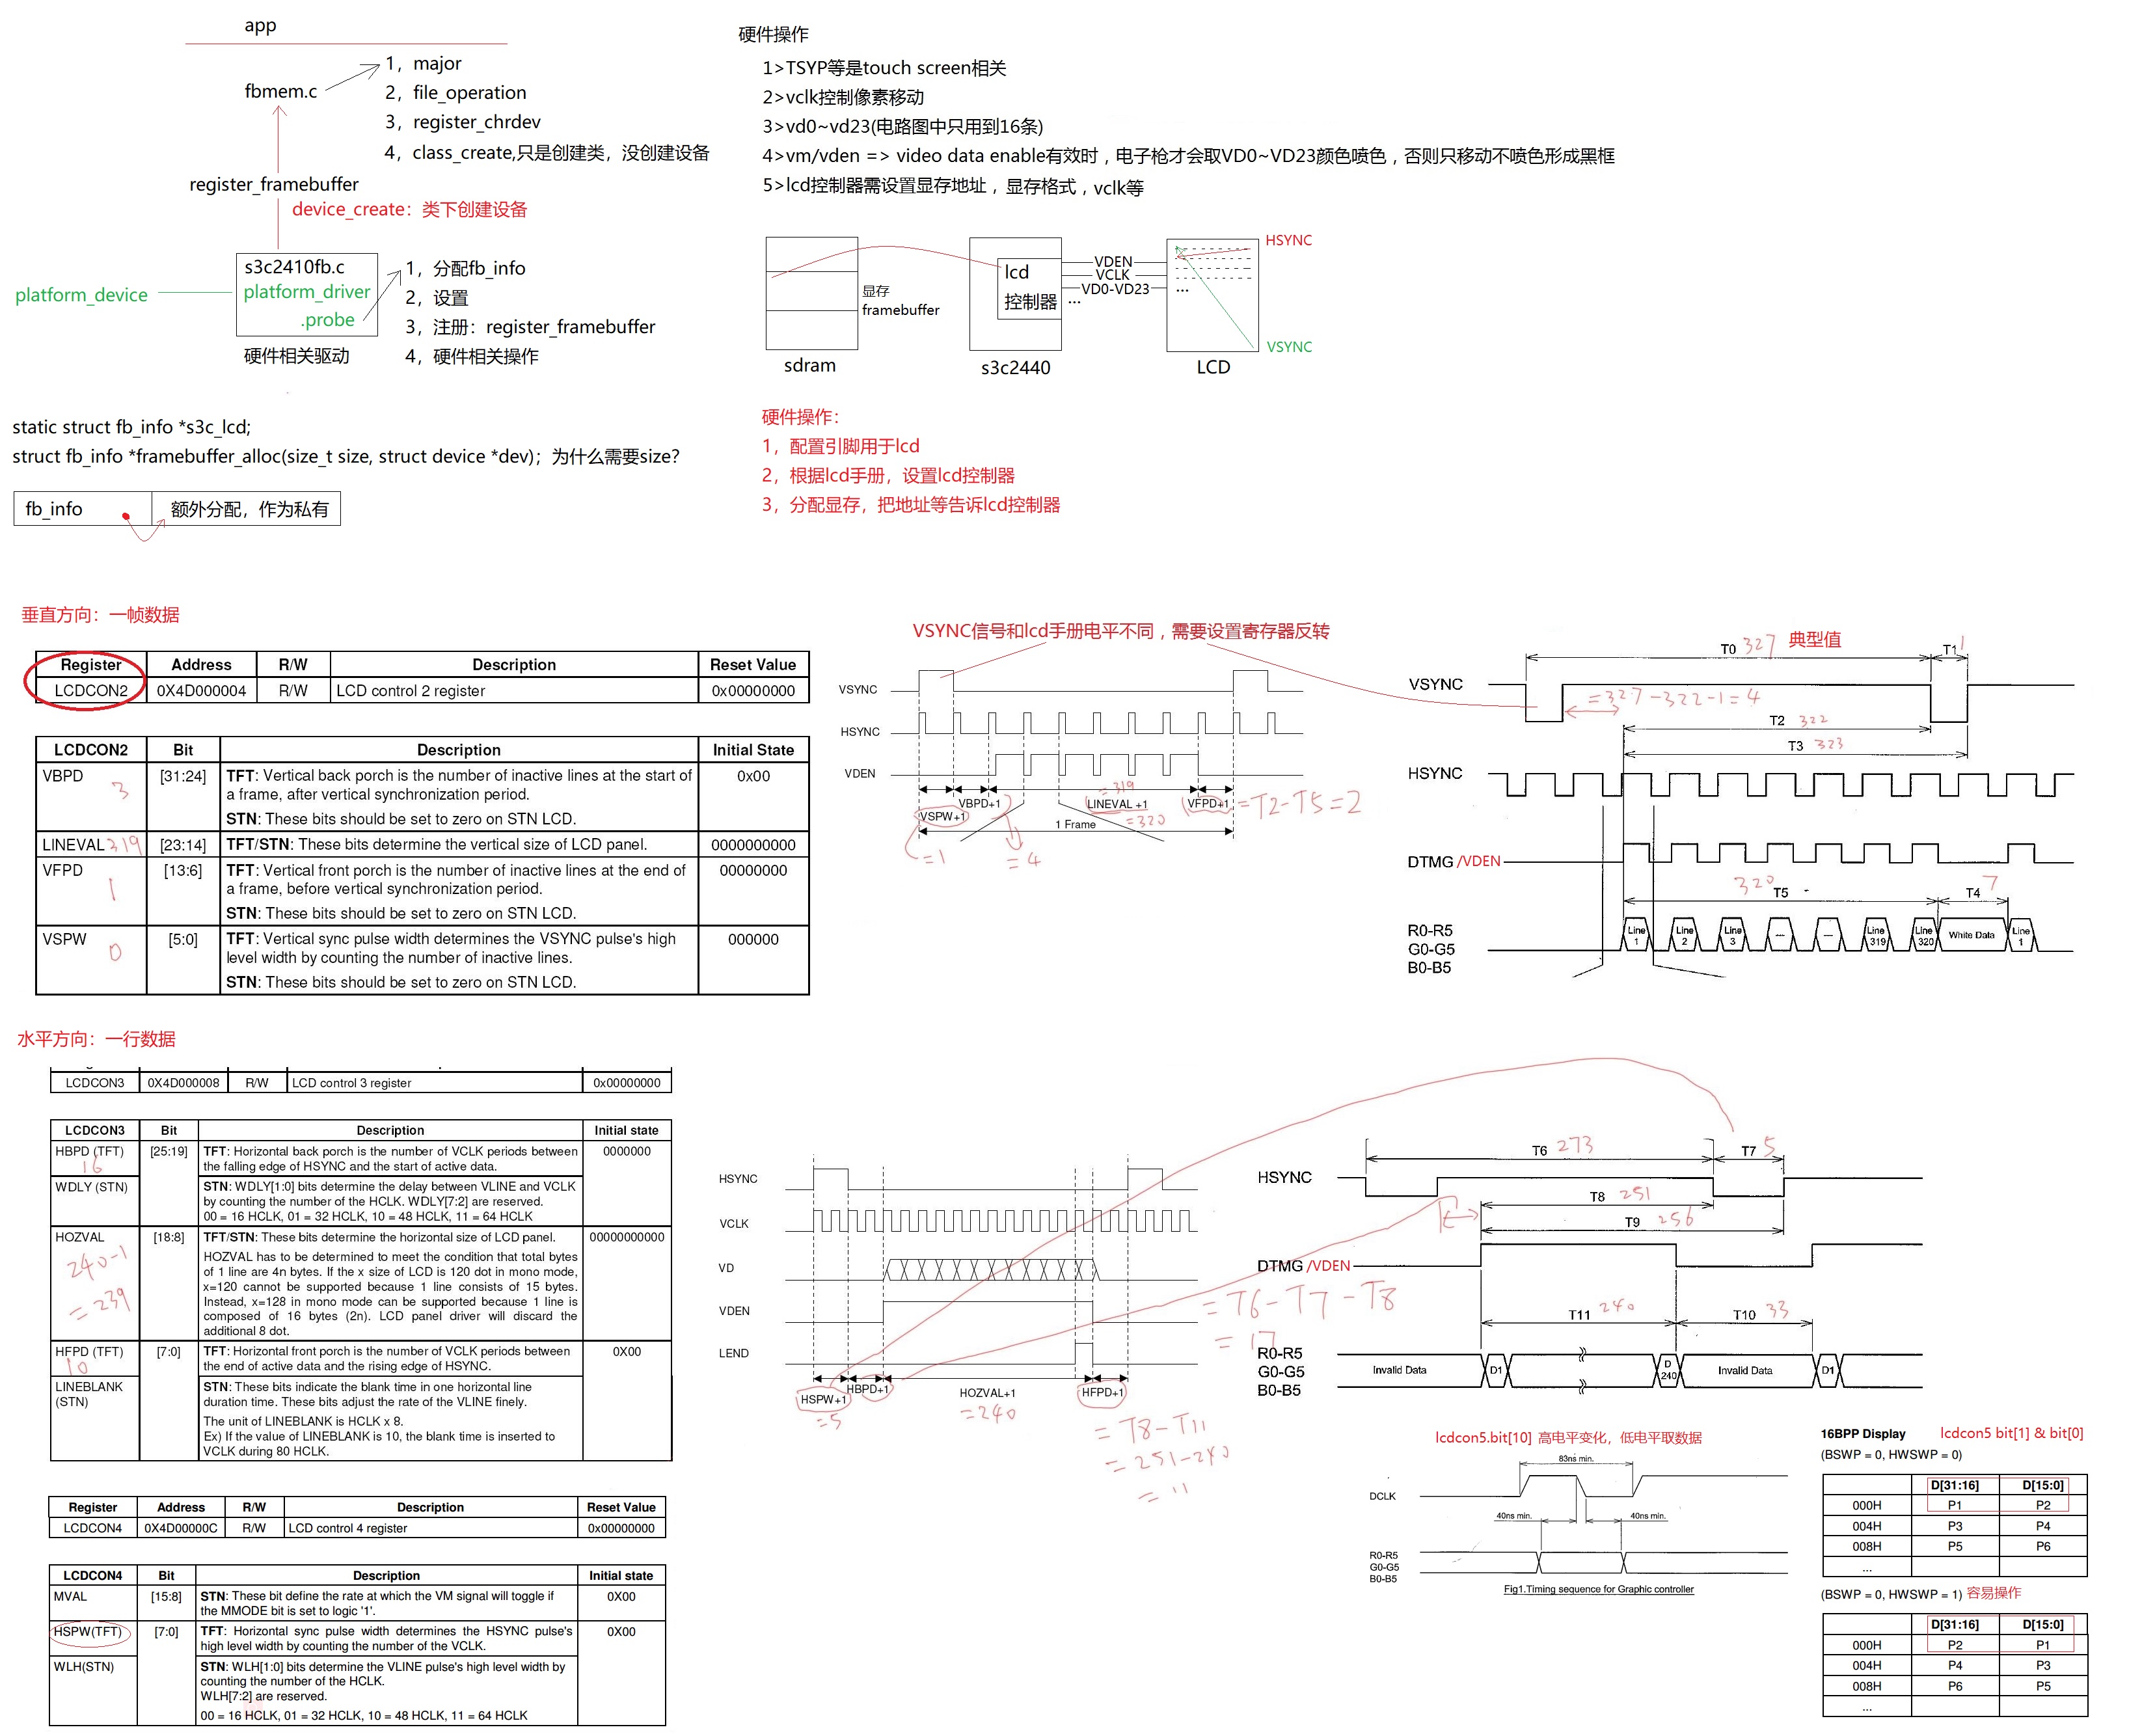 app
fbmem.c
1，major
2，file_operation
3，register_chrdev
4，class_create,只是创建类，没创建设备
register_framebuffer
device_create：类下创建设备
platform_device
s3c2410fb.c
platform_driver
.probe
硬件相关驱动
1，分配fb_info
2，设置
3，注册：register_framebuffer
4，硬件相关操作
硬件操作
1>TSYP等是touch screen相关
2>vclk控制像素移动
3>vd0~vd23(电路图中只用到16条)
4>vm/vden => video data enable有效时，电子枪才会取VD0~VD23颜色喷色，否则只移动不喷色形成黑框
5>lcd控制器需设置显存地址，显存格式，vclk等
显存
framebuffer
sdram
lcd
控制器
s3c2440
VDEN
VCLK
VD0-VD23
...
...
LCD
HSYNC
VSYNC
static struct fb_info *s3c_lcd;
struct fb_info *framebuffer_alloc(size_t size, struct device *dev)；为什么需要size?
fb_info
额外分配，作为私有
硬件操作：
1，配置引脚用于lcd
2，根据lcd手册，设置lcd控制器
3，分配显存，把地址等告诉lcd控制器
垂直方向：一帧数据
Register Address R/W Description Reset Value
LCDCON2 0X4D000004 R/W LCD control 2 register 0x00000000
LCDCON2 Bit Description Initial State
VBPD [31:24] TFT: Vertical back porch is the number of inactive lines at the start of 0x00
3 a frame, after vertical synchronization period.
STN: These bits should be set to zero on STN LCD.
LINEVAL 319 [23:14] TFT/STN: These bits determine the vertical size of LCD panel. 0000000000
VFPD [13:6] TFT: Vertical front porch is the number of inactive lines at the end of 00000000
1 a frame, before vertical synchronization period.
STN: These bits should be set to zero on STN LCD.
VSPW [5:0] TFT: Vertical sync pulse width determines the VSYNC pulse's high 000000
0 level width by counting the number of inactive lines.
STN: These bits should be set to zero on STN LCD.
VSYNC信号和lcd手册电平不同，需要设置寄存器反转
VSYNC
HSYNC
VDEN
=319
VBPD+1 LINEVAL +1 VFPD+1 =T2-T5=2
VSPW+1 =320
1 Frame
=1 =4
T0 327 典型值 T1 1
VSYNC
=327-322-1=4
T2 322
T3 323
HSYNC
DTMG /VDEN
320 T5 T4 7
R0-R5
G0-G5
B0-B5
Line 1 Line 2 Line 3 Line 319 Line 320 White Data Line 1
水平方向：一行数据
LCDCON3 0X4D000008 R/W LCD control 3 register 0x00000000
LCDCON3 Bit Description Initial state
HBPD (TFT) [25:19] TFT: Horizontal back porch is the number of VCLK periods between 0000000
16 the falling edge of HSYNC and the start of active data.
WDLY (STN) STN: WDLY[1:0] bits determine the delay between VLINE and VCLK
by counting the number of the HCLK. WDLY[7:2] are reserved.
00 = 16 HCLK, 01 = 32 HCLK, 10 = 48 HCLK, 11 = 64 HCLK
HOZVAL [18:8] TFT/STN: These bits determine the horizontal size of LCD panel. 00000000000
240-1
=239
HOZVAL has to be determined to meet the condition that total bytes
of 1 line are 4n bytes. If the x size of LCD is 120 dot in mono mode,
x=120 cannot be supported because 1 line consists of 15 bytes.
Instead, x=128 in mono mode can be supported because 1 line is
composed of 16 bytes (2n). LCD panel driver will discard the
additional 8 dot.
HFPD (TFT) [7:0] TFT: Horizontal front porch is the number of VCLK periods between 0X00
10 the end of active data and the rising edge of HSYNC.
LINEBLANK STN: These bits indicate the blank time in one horizontal line
(STN) duration time. These bits adjust the rate of the VLINE finely.
The unit of LINEBLANK is HCLK x 8.
Ex) If the value of LINEBLANK is 10, the blank time is inserted to
VCLK during 80 HCLK.
Register Address R/W Description Reset Value
LCDCON4 0X4D00000C R/W LCD control 4 register 0x00000000
LCDCON4 Bit Description Initial state
MVAL [15:8] STN: These bit define the rate at which the VM signal will toggle if 0X00
the MMODE bit is set to logic '1'.
HSPW(TFT) [7:0] TFT: Horizontal sync pulse width determines the HSYNC pulse's 0X00
high level width by counting the number of the VCLK.
WLH(STN) STN: WLH[1:0] bits determine the VLINE pulse's high level width by
counting the number of the HCLK.
WLH[7:2] are reserved.
00 = 16 HCLK, 01 = 32 HCLK, 10 = 48 HCLK, 11 = 64 HCLK
HSYNC
VCLK
VD
VDEN
LEND
HSPW+1 HBPD+1 HOZVAL+1 HFPD+1
=5 =240
=T8-T11
=251-240
=11
=T6-T7-T8
=17
T6 273 T7 5
HSYNC
T8 251
T9 256
DTMG /VDEN
T11 240 T10 33
R0-R5
G0-G5
B0-B5
Invalid Data D1 D 240 Invalid Data D1
lcdcon5.bit[10] 高电平变化，低电平取数据
83ns min.
DCLK
40ns min. 40ns min.
R0-R5
G0-G5
B0-B5
Fig1.Timing sequence for Graphic controller
16BPP Display lcdcon5 bit[1] & bit[0]
(BSWP = 0, HWSWP = 0)
D[31:16] D[15:0]
000H P1 P2
004H P3 P4
008H P5 P6
...
(BSWP = 0, HWSWP = 1) 容易操作
D[31:16] D[15:0]
000H P2 P1
004H P4 P3
008H P6 P5
...